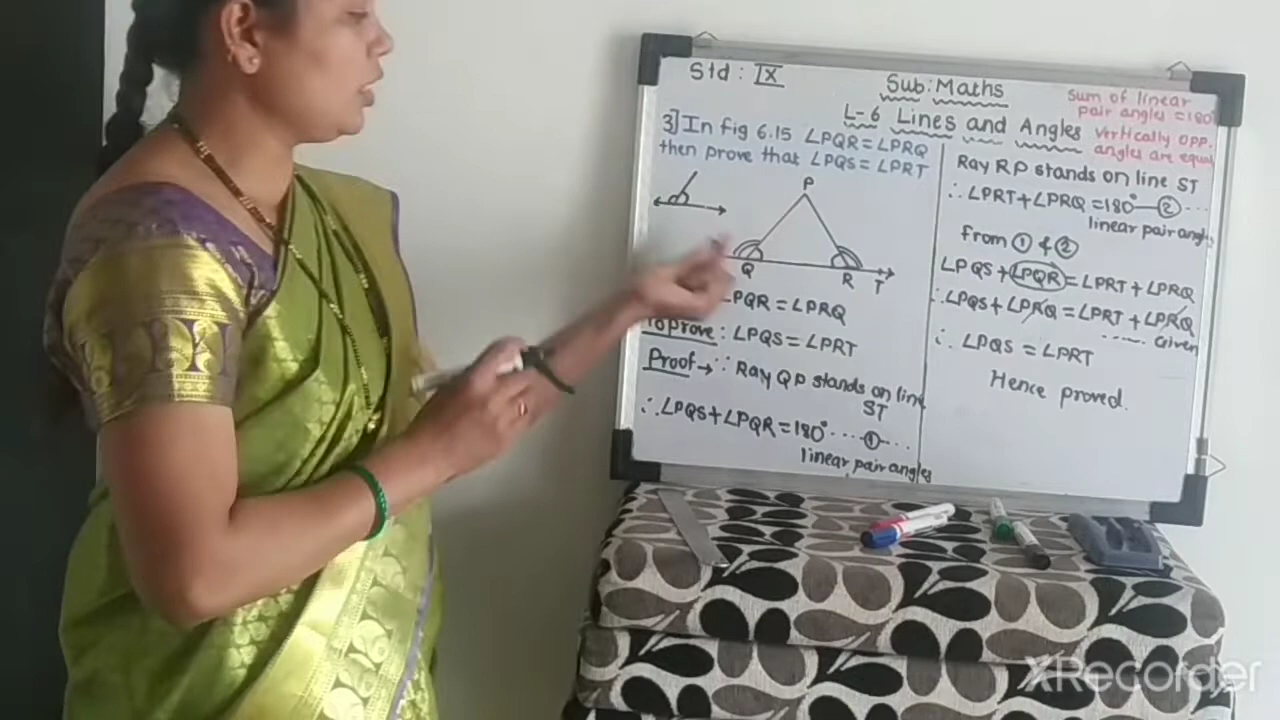 Std : IX
Sub: Maths
L-6 Lines and Angles
Sum of linear
pair angles = 180°
Vertically opp.
angles are equal
3] In fig 6.15 ∠PQR = ∠PRQ
then prove that ∠PQS = ∠PRT
P
Q
R
T
∠PQR = ∠PRQ
To prove : ∠PQS = ∠PRT
Proof → ∵ Ray QP stands on line
ST
∴ ∠PQS + ∠PQR = 180° .... ① ...
linear pair angles
Ray RP stands on line ST
∴ ∠PRT + ∠PRQ = 180° — ② ...
linear pair angles
from ① & ②
∠PQS + ∠PQR = ∠PRT + ∠PRQ
∴ ∠PQS + ∠PRQ = ∠PRT + ∠PRQ
..... Given
∴ ∠PQS = ∠PRT
Hence proved.
XRecorder